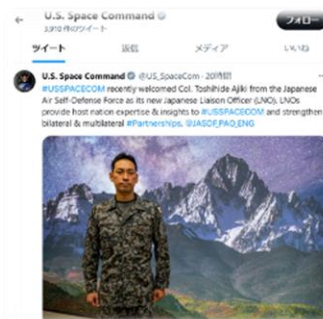 U.S. Space Command
3,910 件のツイート
フォロー
ツイート
返信
メディア
いいね
U.S. Space Command @US_SpaceCom · 20時間
#USSPACECOM recently welcomed Col. Toshihide Ajiki from the Japanese
Air Self-Defense Force as its new Japanese Liaison Officer (LNO). LNOs
provide host nation expertise & insights to #USSPACECOM and strengthen
bilateral & multilateral #Partnerships. @JASDF_PAO_ENG